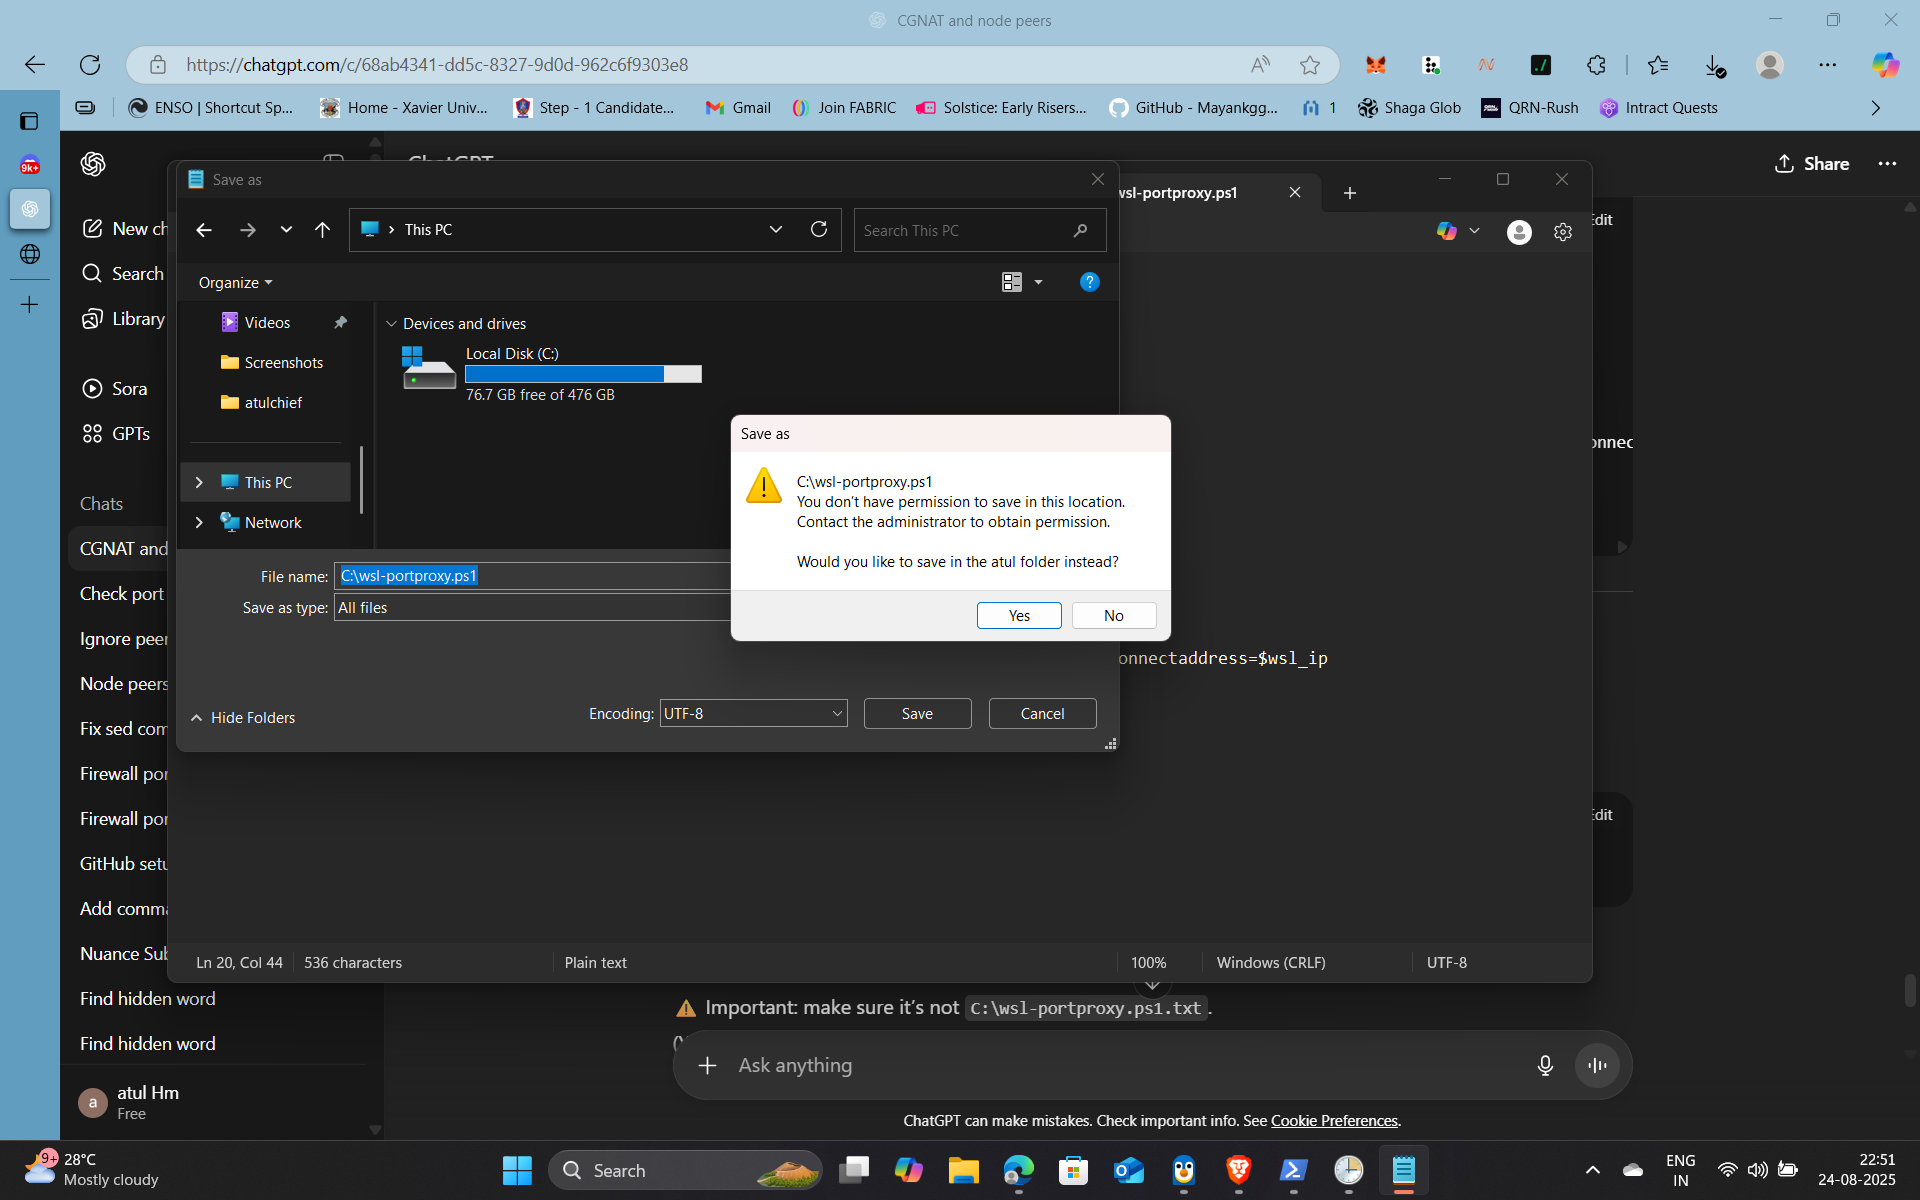 CGNAT and node peers
https://chatgpt.com/c/68ab4341-dd5c-8327-9d0d-962c6f9303e8
ENSO | Shortcut Sp...
Home - Xavier Univ...
Step - 1 Candidate...
Gmail
Join FABRIC
Solstice: Early Risers...
GitHub - Mayankgg...
1
Shaga Glob
QRN-Rush
Intract Quests
9k+
New ch
Search
Library
Sora
GPTs
Chats
CGNAT and
Check port
Ignore peer
Node peers
Fix sed com
Firewall por
Firewall por
GitHub setu
Add comma
Nuance Sub
Find hidden word
Find hidden word
a
atul Hm
Free
ChatGPT
Share
Edit
onnec
Edit
wsl-portproxy.ps1
onnectaddress=$wsl_ip
Ln 20, Col 44
536 characters
Plain text
100%
Windows (CRLF)
UTF-8
Save as
This PC
Search This PC
Organize
Videos
Screenshots
atulchief
This PC
Network
Devices and drives
Local Disk (C:)
76.7 GB free of 476 GB
File name:
C:\wsl-portproxy.ps1
Save as type:
All files
Hide Folders
Encoding:
UTF-8
Save
Cancel
Save as
C:\wsl-portproxy.ps1
You don't have permission to save in this location.
Contact the administrator to obtain permission.
Would you like to save in the atul folder instead?
Yes
No
Important: make sure it's not C:\wsl-portproxy.ps1.txt.
Ask anything
ChatGPT can make mistakes. Check important info. See Cookie Preferences.
9+
28°C
Mostly cloudy
Search
ENG
IN
22:51
24-08-2025